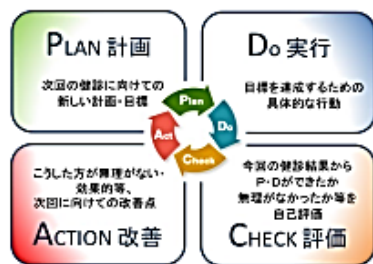 PLAN 計画
次回の健診に向けての
新しい計画・目標
DO 実行
目標を達成するための
具体的な行動
Plan
Do
Check
Act
こうした方が無理がない・
効果的等、
次回に向けての改善点
ACTION 改善
今回の健診結果から
P・Dができたか
無理がなかったか等を
自己評価
CHECK 評価